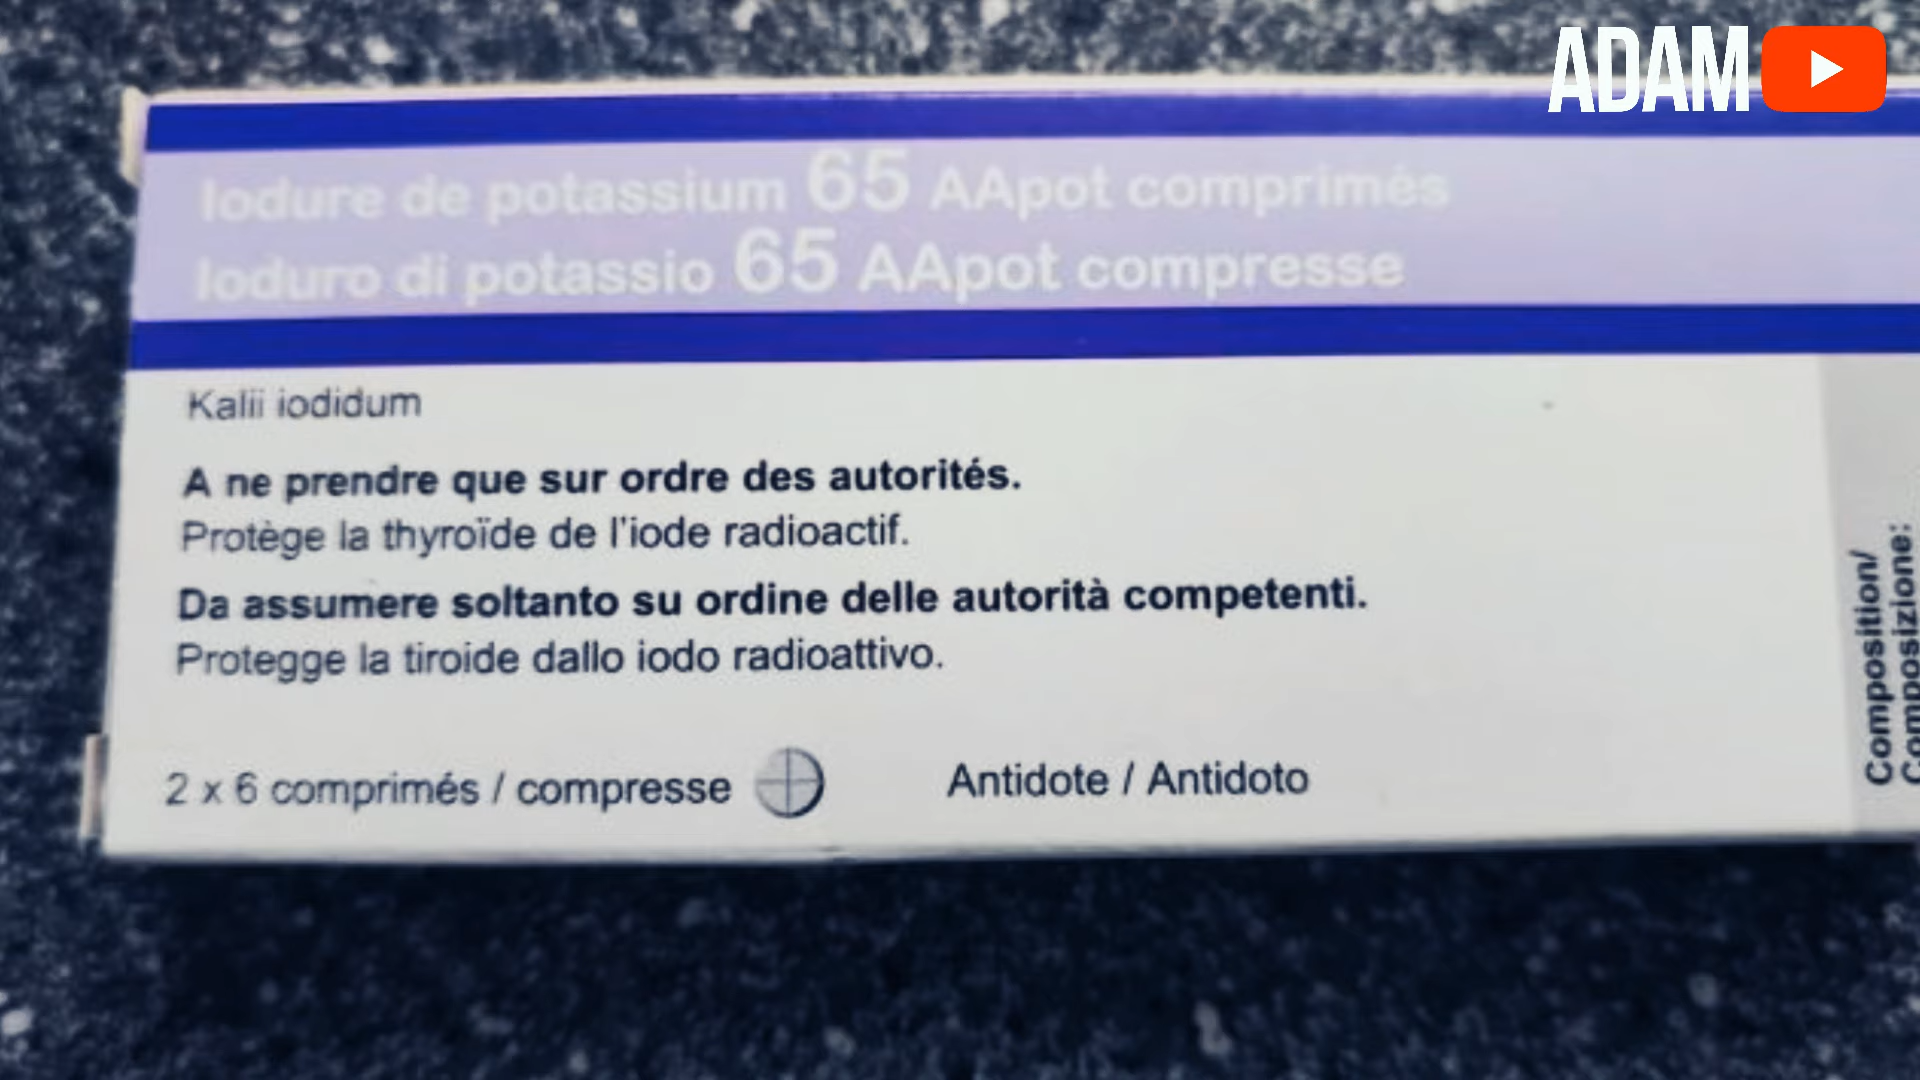 ADAM
Iodure de potassium 65 AApot comprimés
Ioduro di potassio 65 AApot compresse
Kalii iodidum
A ne prendre que sur ordre des autorités.
Protège la thyroïde de l'iode radioactif.
Da assumere soltanto su ordine delle autorità competenti.
Protegge la tiroide dallo iodo radioattivo.
2 x 6 comprimés / compresse
Antidote / Antidoto
Composition/
Composizione: